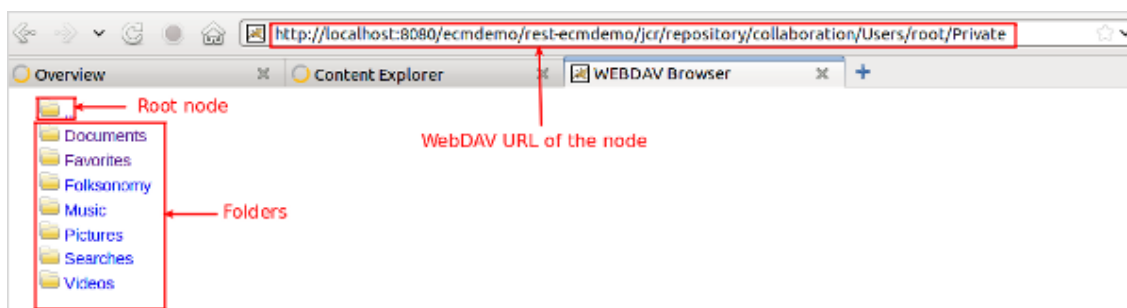 http://localhost:8080/ecmdemo/rest-ecmdemo/jcr/repository/collaboration/Users/root/Private
Overview Content Explorer WEBDAV Browser
.. Root node
Documents
WebDAV URL of the node
Favorites
Folksonomy
Music
Folders
Pictures
Searches
Videos